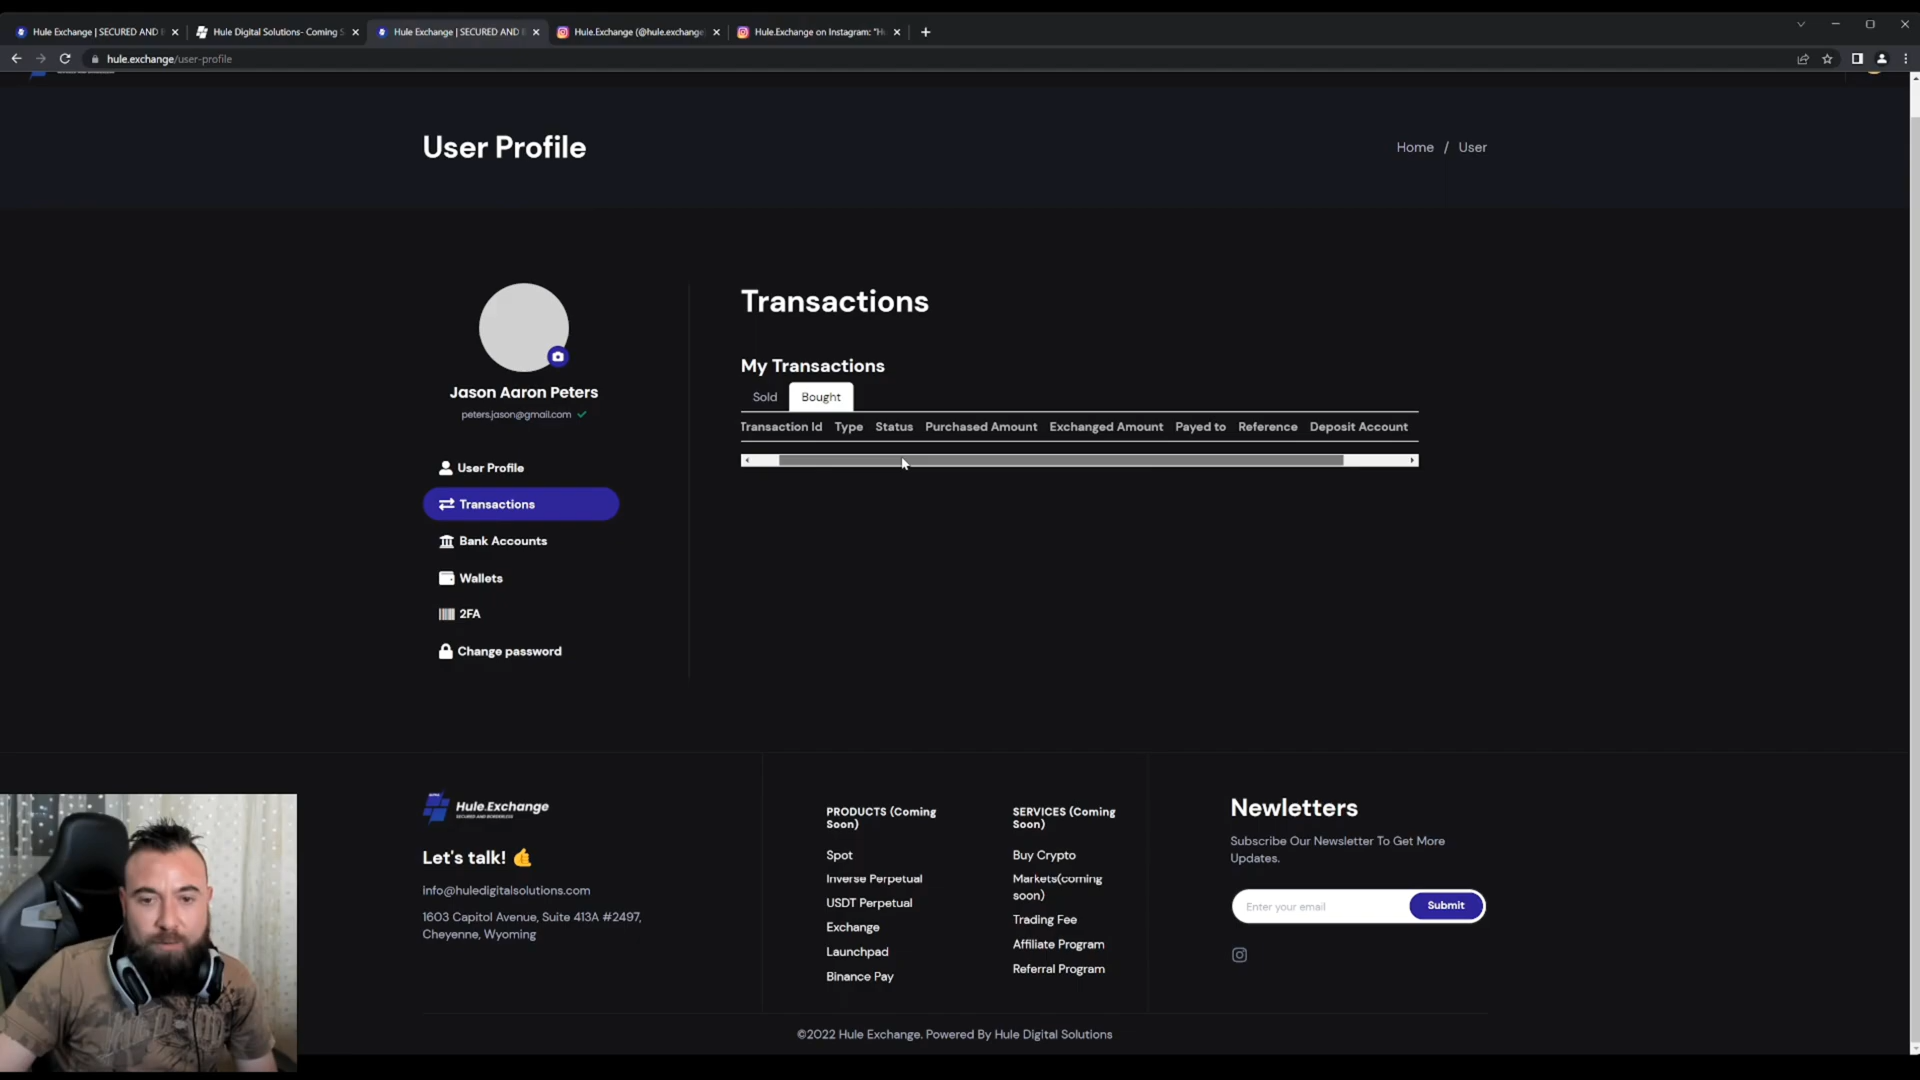 Hule Exchange | SECURED AND
Hule Digital Solutions- Coming S
Hule Exchange | SECURED AND
Hule.Exchange (@hule.exchange
Hule.Exchange on Instagram: "H
hule.exchange/user-profile
User Profile
Home / User
Jason Aaron Peters
peters.jason@gmail.com
User Profile
Transactions
Bank Accounts
Wallets
2FA
Change password
Transactions
My Transactions
Sold Bought
Transaction Id Type Status Purchased Amount Exchanged Amount Payed to Reference Deposit Account
Hule.Exchange
SECURED AND BORDERLESS
Let's talk! 🤙
info@huledigitalsolutions.com
1603 Capitol Avenue, Suite 413A #2497,
Cheyenne, Wyoming
PRODUCTS (Coming
Soon)
Spot
Inverse Perpetual
USDT Perpetual
Exchange
Launchpad
Binance Pay
SERVICES (Coming
Soon)
Buy Crypto
Markets(coming
soon)
Trading Fee
Affiliate Program
Referral Program
Newletters
Subscribe Our Newsletter To Get More
Updates.
Enter your email
Submit
©2022 Hule Exchange. Powered By Hule Digital Solutions